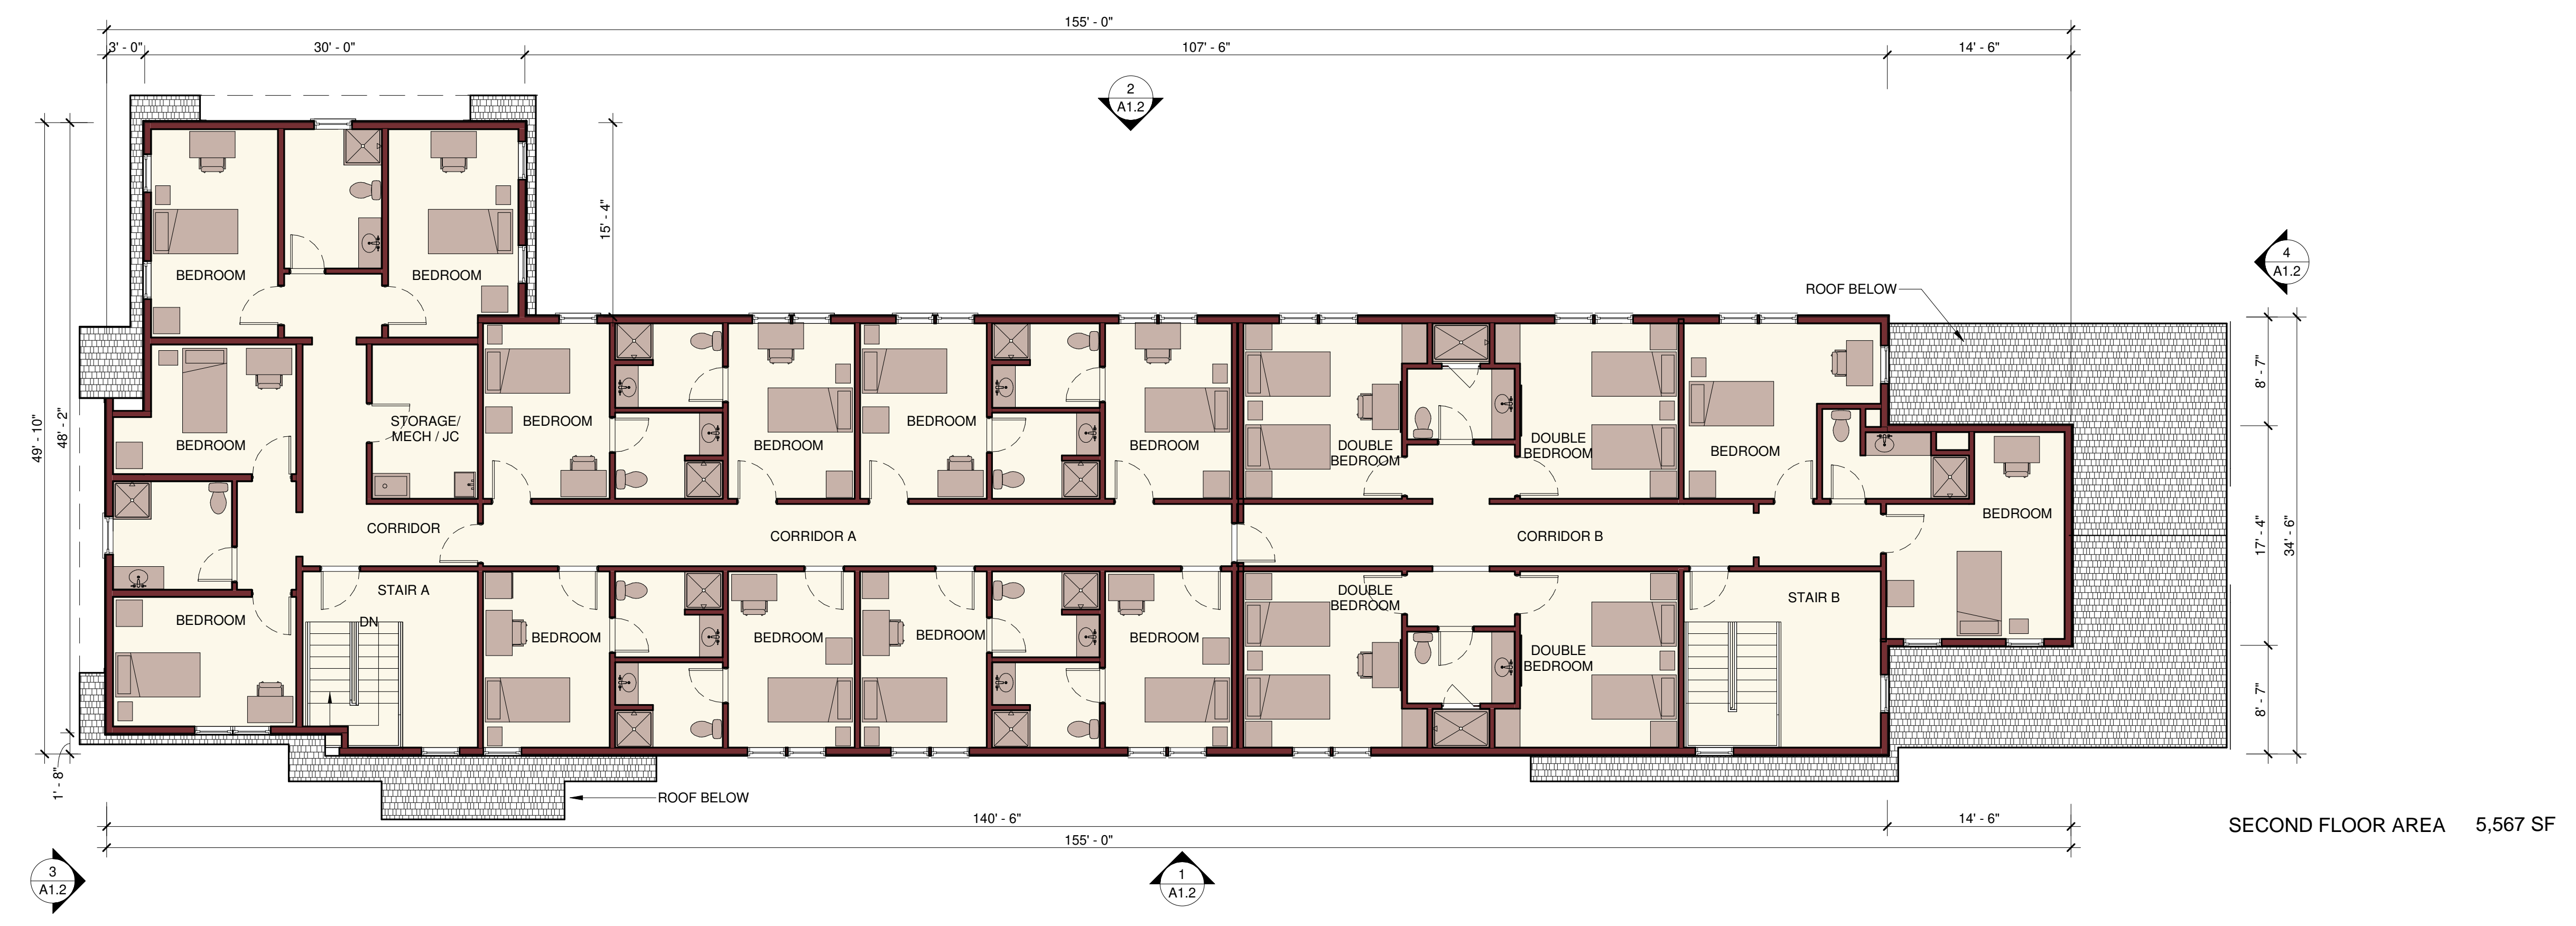 155' - 0"
3' - 0"
30' - 0"
107' - 6"
14' - 6"
2
A1.2
15' - 4"
49' - 10"
48' - 2"
1' - 8"
4
A1.2
ROOF BELOW
BEDROOM
BEDROOM
BEDROOM
STORAGE/
MECH / JC
BEDROOM
BEDROOM
BEDROOM
BEDROOM
DOUBLE
BEDROOM
DOUBLE
BEDROOM
BEDROOM
BEDROOM
8' - 7"
17' - 4"
34' - 6"
8' - 7"
CORRIDOR
CORRIDOR A
CORRIDOR B
STAIR A
DN
BEDROOM
BEDROOM
BEDROOM
BEDROOM
BEDROOM
DOUBLE
BEDROOM
DOUBLE
BEDROOM
STAIR B
ROOF BELOW
140' - 6"
14' - 6"
155' - 0"
SECOND FLOOR AREA 5,567 SF
3
A1.2
1
A1.2